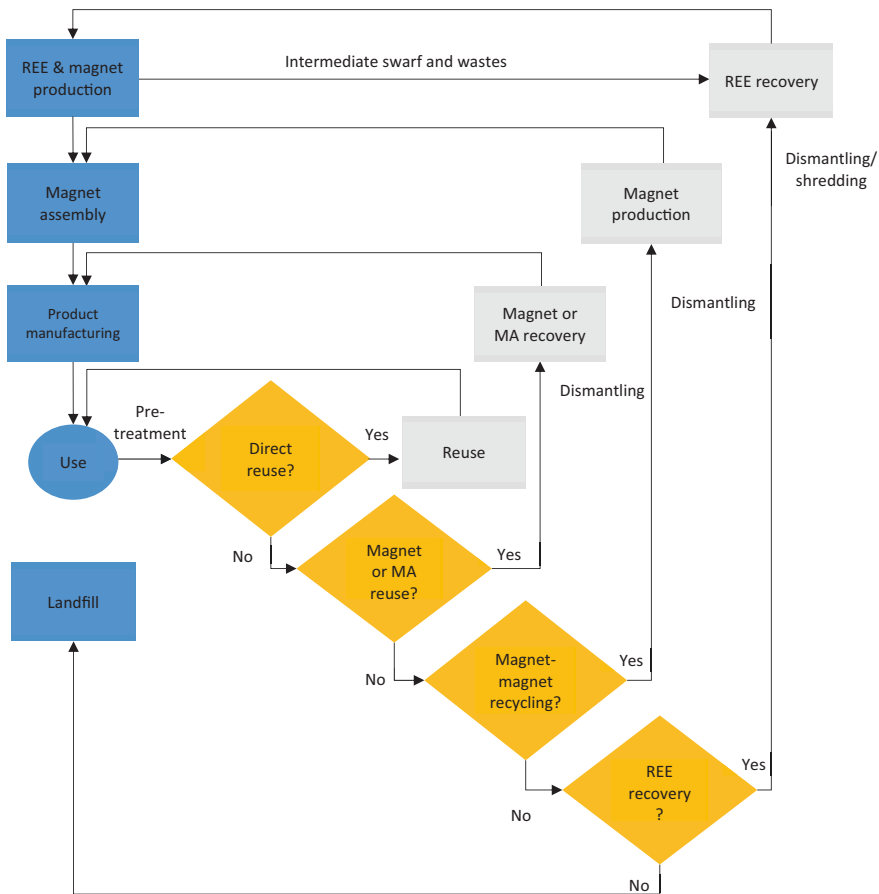 REE & magnet
production
Intermediate swarf and wastes
REE recovery
Dismantling/
shredding
Magnet
assembly
Magnet
production
Product
manufacturing
Magnet or
MA recovery
Dismantling
Dismantling
Pre-
treatment
Use
Direct
reuse?
Yes
Reuse
No
Magnet
or MA
reuse?
Yes
Landfill
No
Magnet-
magnet
recycling?
Yes
No
REE
recovery
?
Yes
No